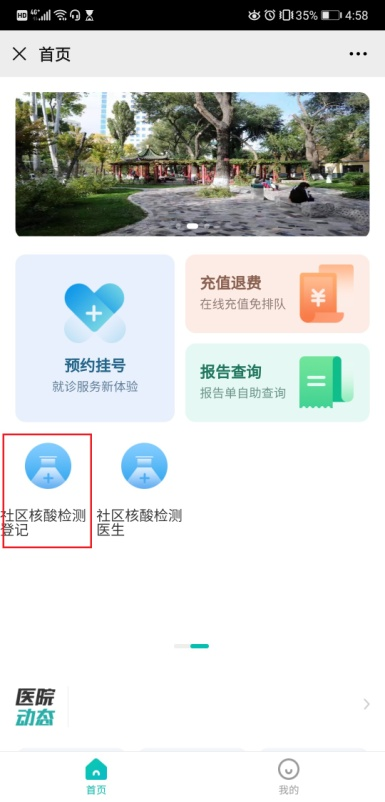 HD 4G+ 35% 4:58
首页
预约挂号
就诊服务新体验
充值退费
在线充值免排队
¥
报告查询
报告单自助查询
社区核酸检测
登记
社区核酸检测
医生
医院
动态
首页
我的